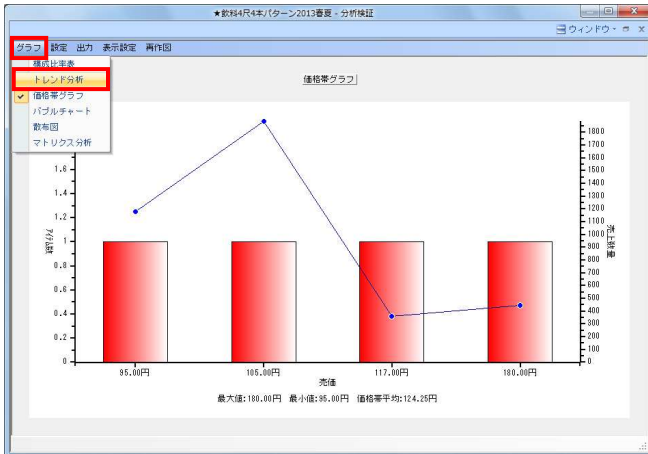 ★飲料4尺4本パターン2013春夏 - 分析検証
ウィンドウ
グラフ 設定 出力 表示設定 再作図
構成比率表
トレンド分析
価格帯グラフ
バブルチャート
散布図
マトリクス分析
価格帯グラフ
1.6
1.4
1.2
1
0.8
0.6
0.4
0.2
0
アイテム数
1800
1700
1600
1500
1400
1300
1200
1100
1000
900
800
700
600
500
400
300
200
100
0
売上数量
95.00円 105.00円 117.00円 180.00円
売価
最大値:180.00円 最小値:95.00円 価格帯平均:124.25円